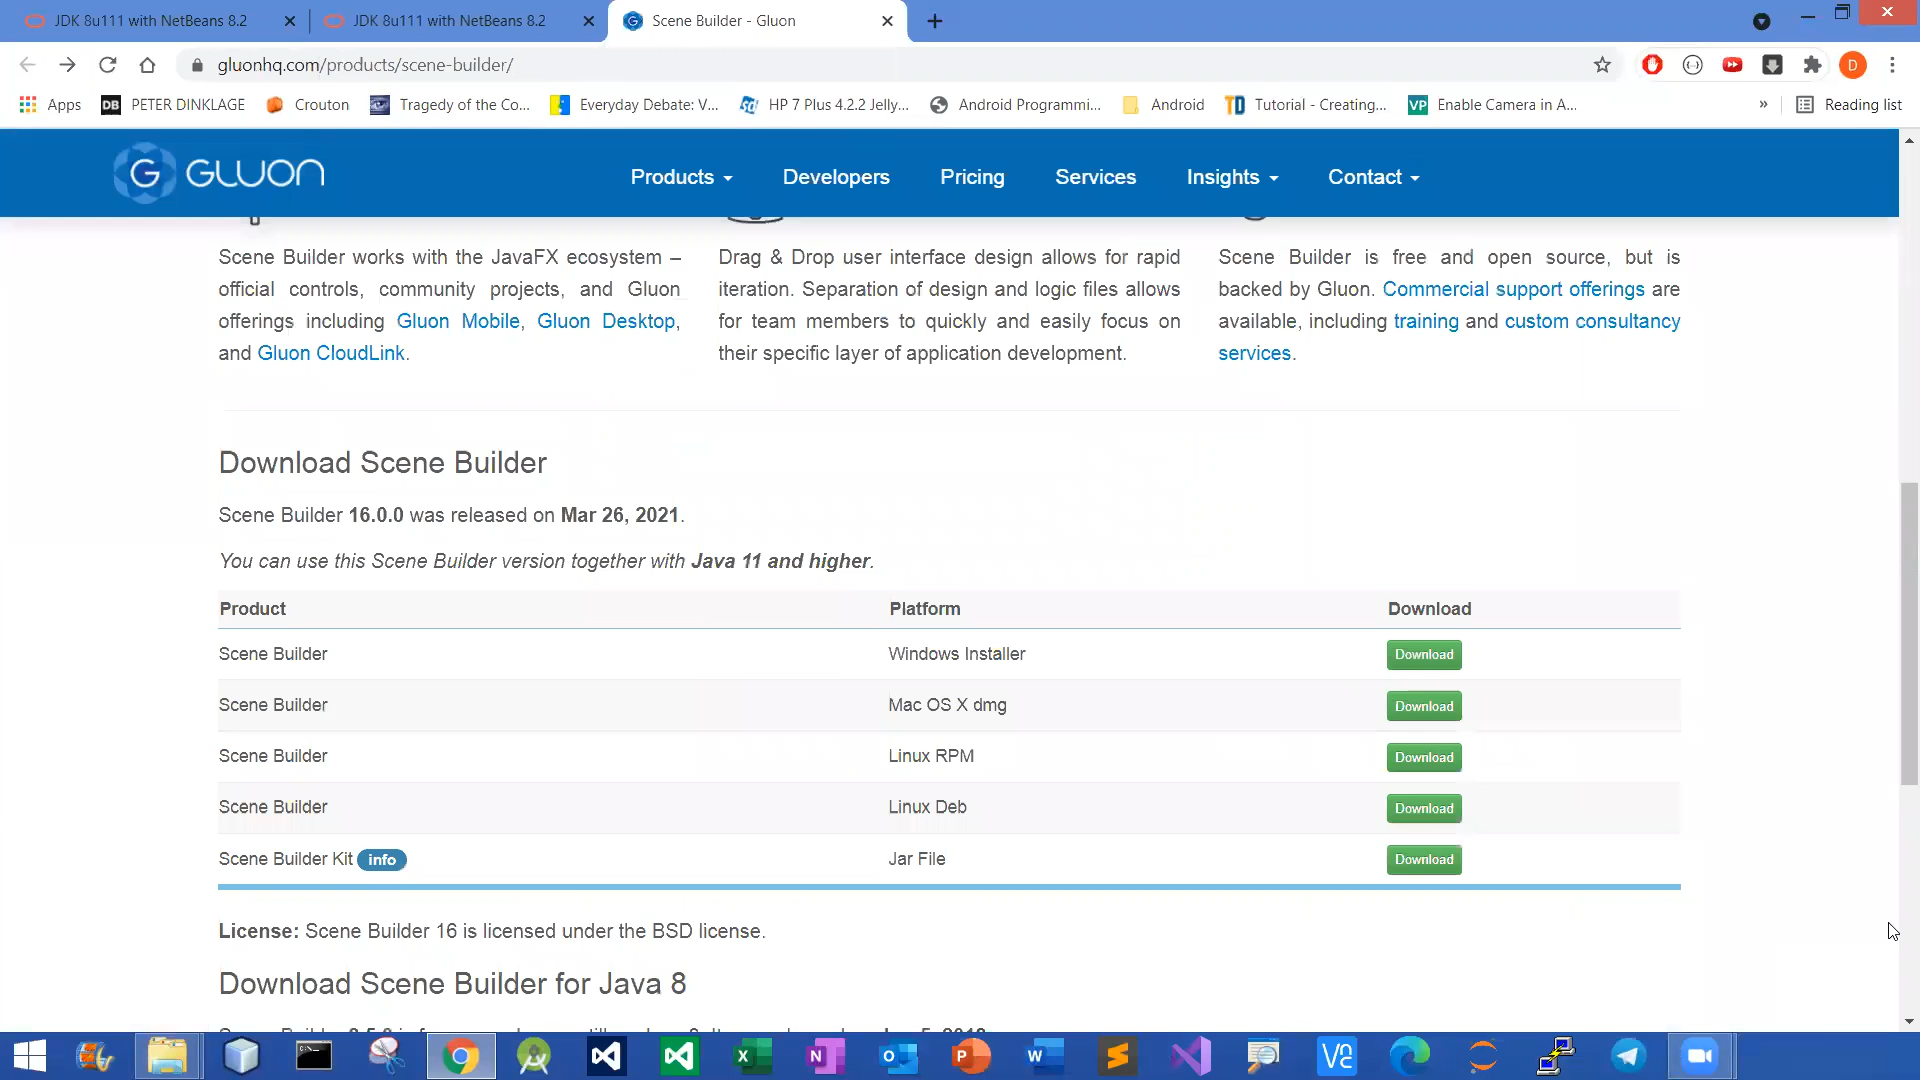 JDK 8u111 with NetBeans 8.2
JDK 8u111 with NetBeans 8.2
Scene Builder - Gluon
gluonhq.com/products/scene-builder/
D
Apps
DB PETER DINKLAGE
Crouton
Tragedy of the Co...
Everyday Debate: V...
HP 7 Plus 4.2.2 Jelly...
Android Programmi...
Android
TD Tutorial - Creating...
VP Enable Camera in A...
»
Reading list
G GLUON
Products
Developers
Pricing
Services
Insights
Contact
Scene Builder works with the JavaFX ecosystem –
official controls, community projects, and Gluon
offerings including Gluon Mobile, Gluon Desktop,
and Gluon CloudLink.
Drag & Drop user interface design allows for rapid
iteration. Separation of design and logic files allows
for team members to quickly and easily focus on
their specific layer of application development.
Scene Builder is free and open source, but is
backed by Gluon. Commercial support offerings are
available, including training and custom consultancy
services.
Download Scene Builder
Scene Builder 16.0.0 was released on Mar 26, 2021.
You can use this Scene Builder version together with Java 11 and higher.
Product Platform Download
Scene Builder Windows Installer Download
Scene Builder Mac OS X dmg Download
Scene Builder Linux RPM Download
Scene Builder Linux Deb Download
Scene Builder Kit info Jar File Download
License: Scene Builder 16 is licensed under the BSD license.
Download Scene Builder for Java 8